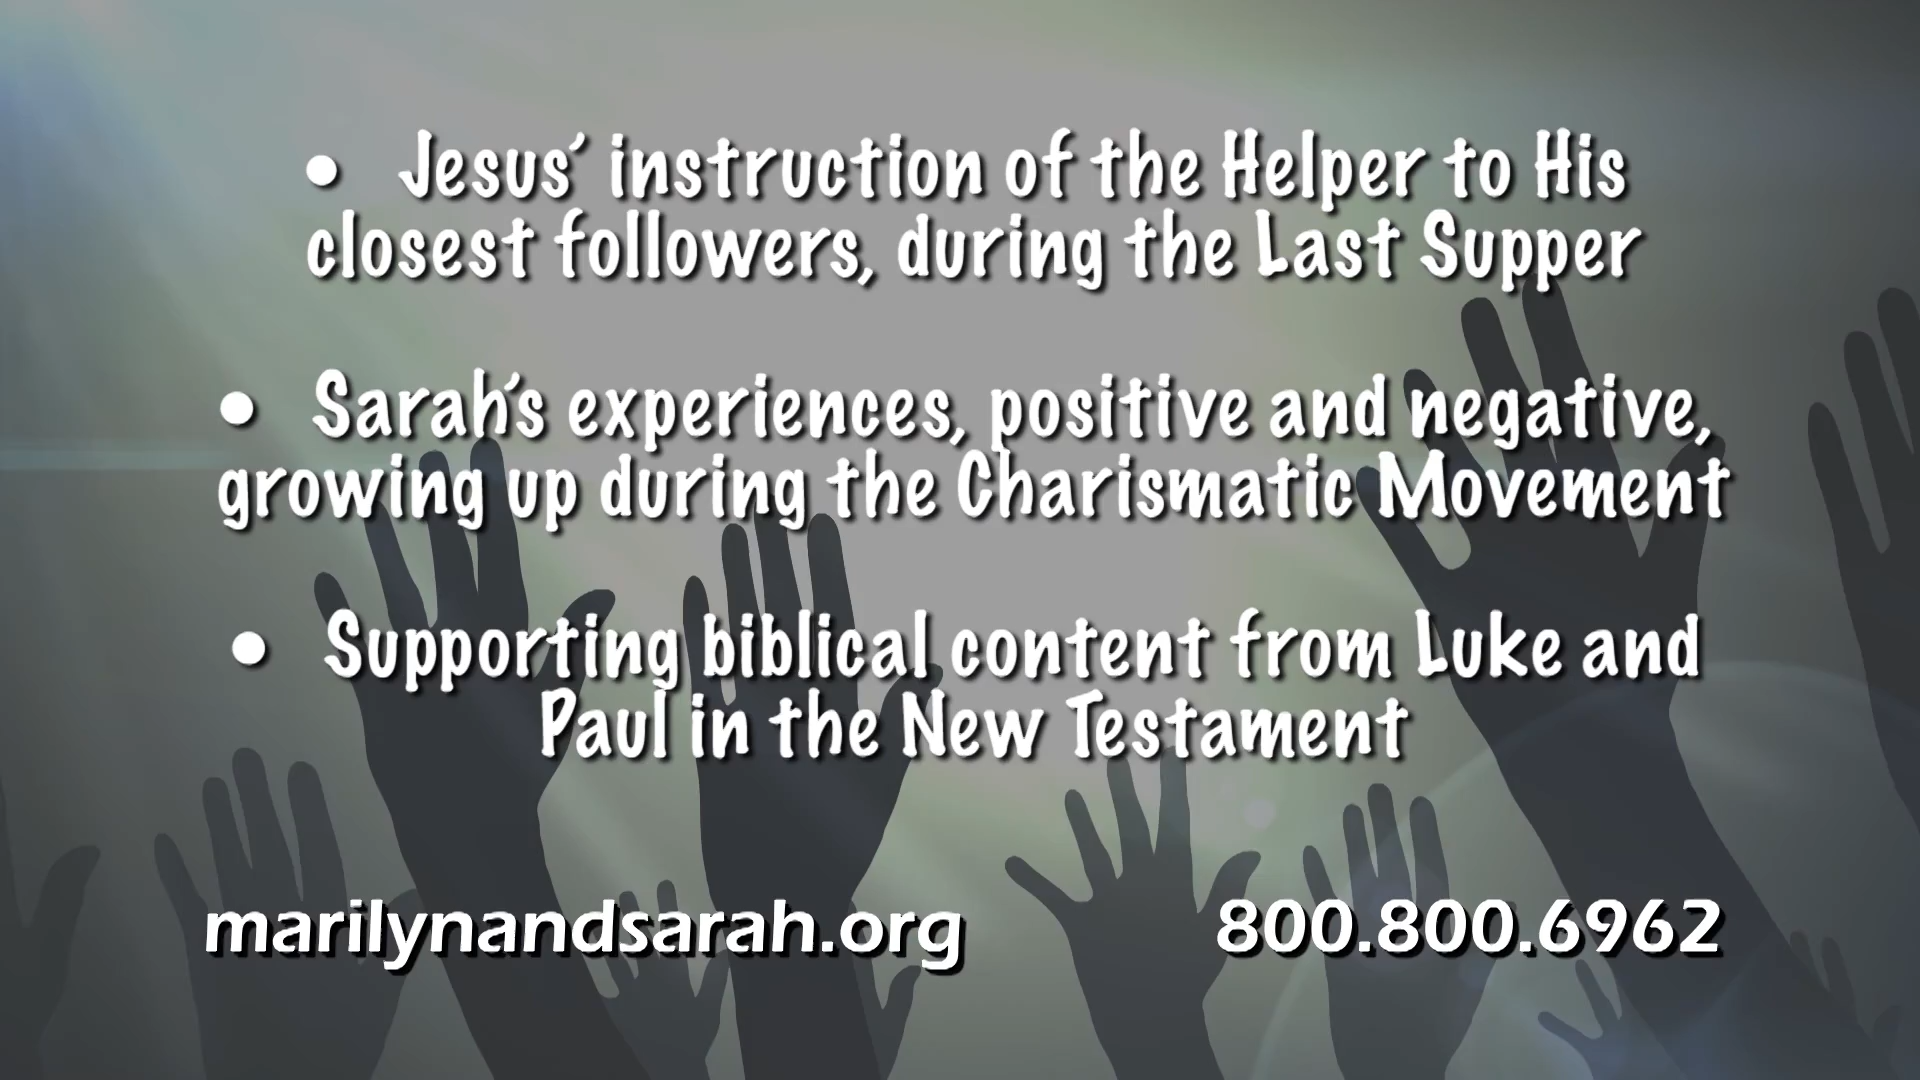 • Jesus’ instruction of the Helper to His
closest followers, during the Last Supper
• Sarah’s experiences, positive and negative,
growing up during the Charismatic Movement
• Supporting biblical content from Luke and
Paul in the New Testament
marilynandsarah.org 800.800.6962